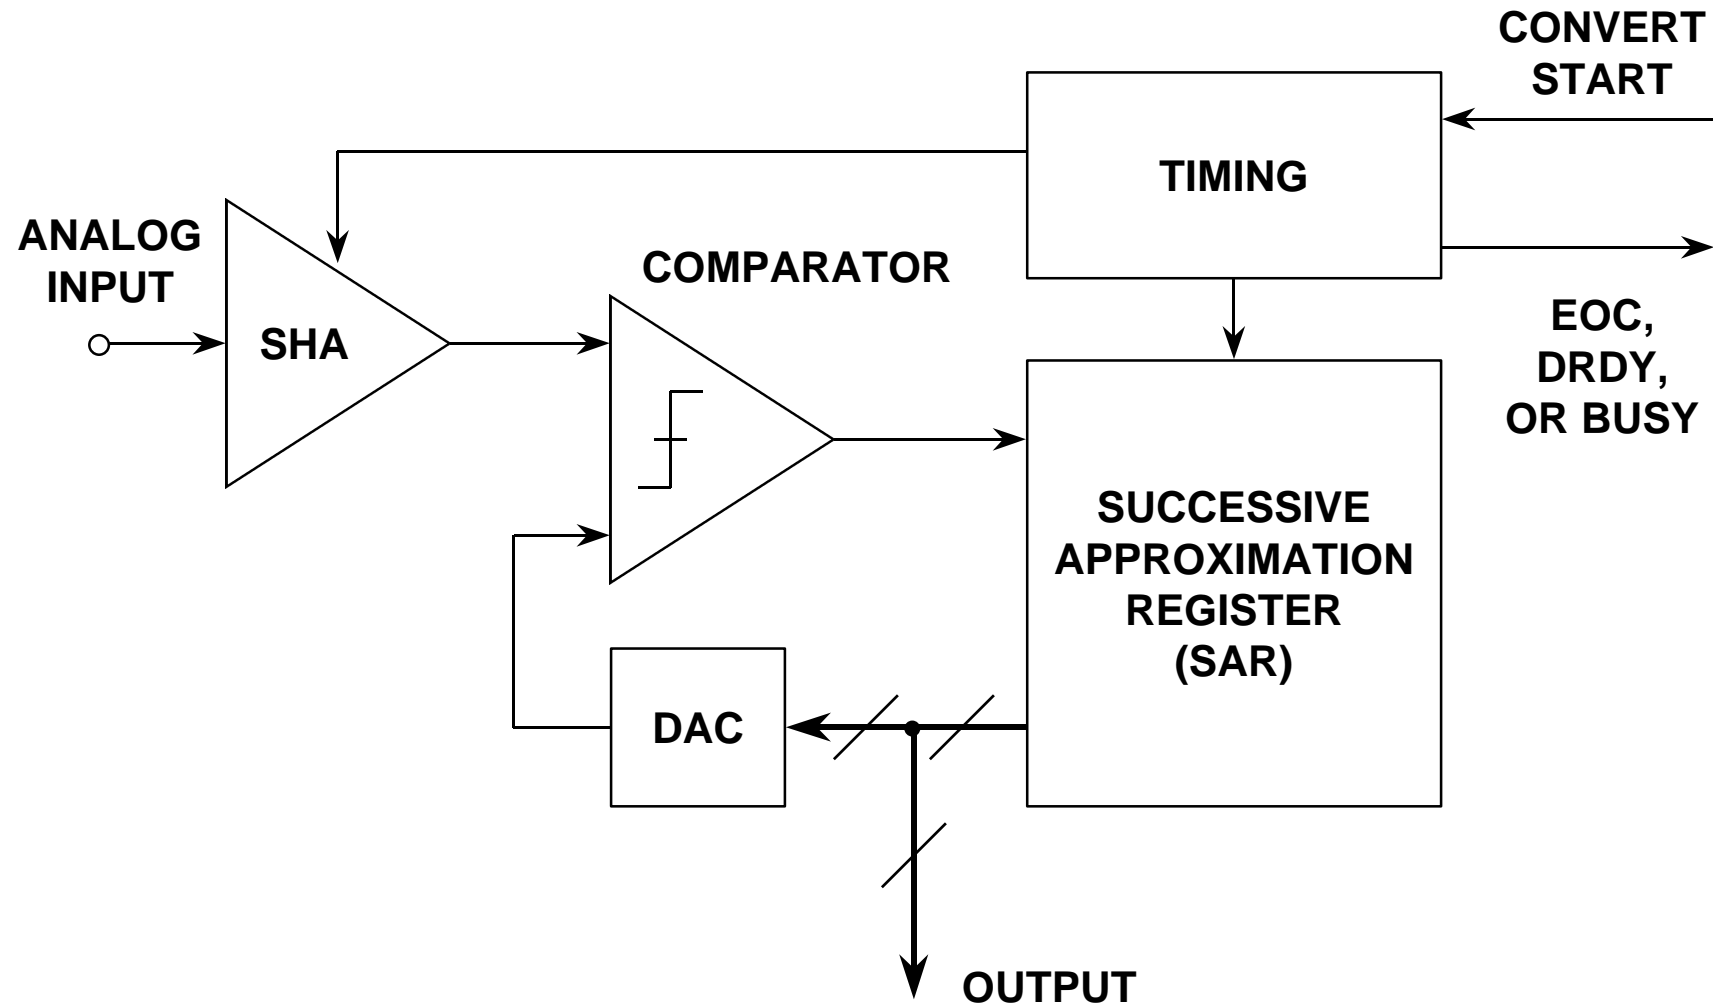 CONVERT
START
TIMING
ANALOG
INPUT
COMPARATOR
SHA
EOC,
DRDY,
OR BUSY
SUCCESSIVE
APPROXIMATION
REGISTER
(SAR)
DAC
OUTPUT